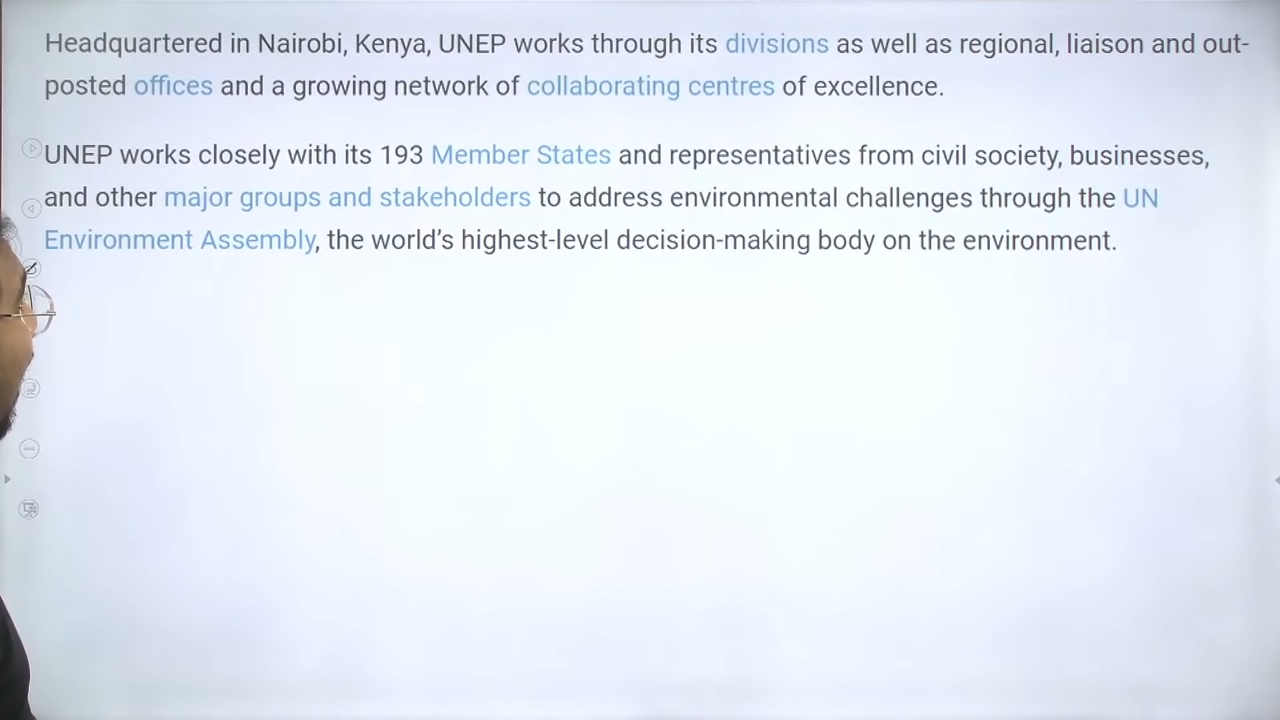 Headquartered in Nairobi, Kenya, UNEP works through its divisions as well as regional, liaison and out-
posted offices and a growing network of collaborating centres of excellence.
UNEP works closely with its 193 Member States and representatives from civil society, businesses,
and other major groups and stakeholders to address environmental challenges through the UN
Environment Assembly, the world’s highest-level decision-making body on the environment.